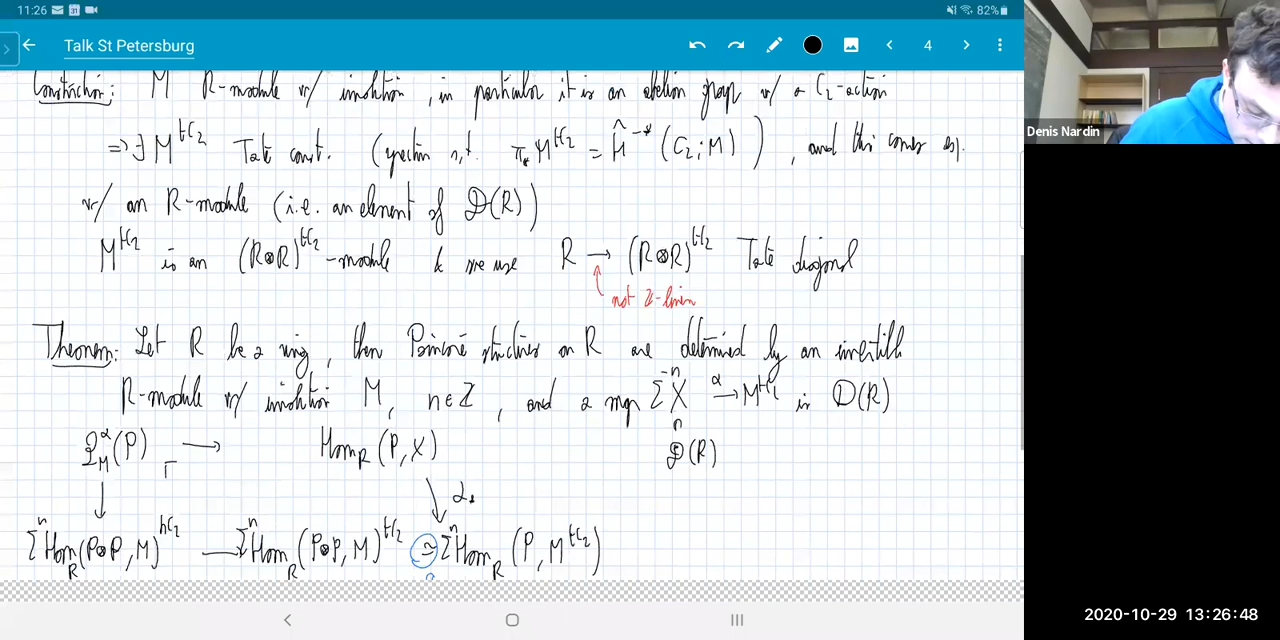 11:26
82%
Talk St Petersburg
4
Construction: M R-module w/ involution, in particular it is an abelian group w/ a C₂-action
⇒ ∃ M^{tC₂} Tate const. (spectrum s.t. π_* M^{tC₂} = Ĥ^{-*}(C₂; M)), and this comes eq.
w/ an R-module (i.e. an element of 𝒟(R))
M^{tC₂} is an (R⊗R)^{tC₂}-module & we use R → (R⊗R)^{tC₂} Tate diagonal
not ℤ-linear
Theorem: Let R be a ring, then Poincaré structures on R are determined by an invertible
R-module w/ involution M, n∈ℤ, and a map Σ^{-n}X →^α M^{tC₂} in 𝒟(R)
Ϙ^α_M(P) ⟶ Hom_R(P, X)
𝒟(R)
α_*
Σ^n Hom_R(P⊗P, M)^{hC₂} ⟶ Σ^n Hom_R(P⊗P, M)^{tC₂} ≃ Σ^n Hom_R(P, M^{tC₂})
Denis Nardin
2020-10-29 13:26:48